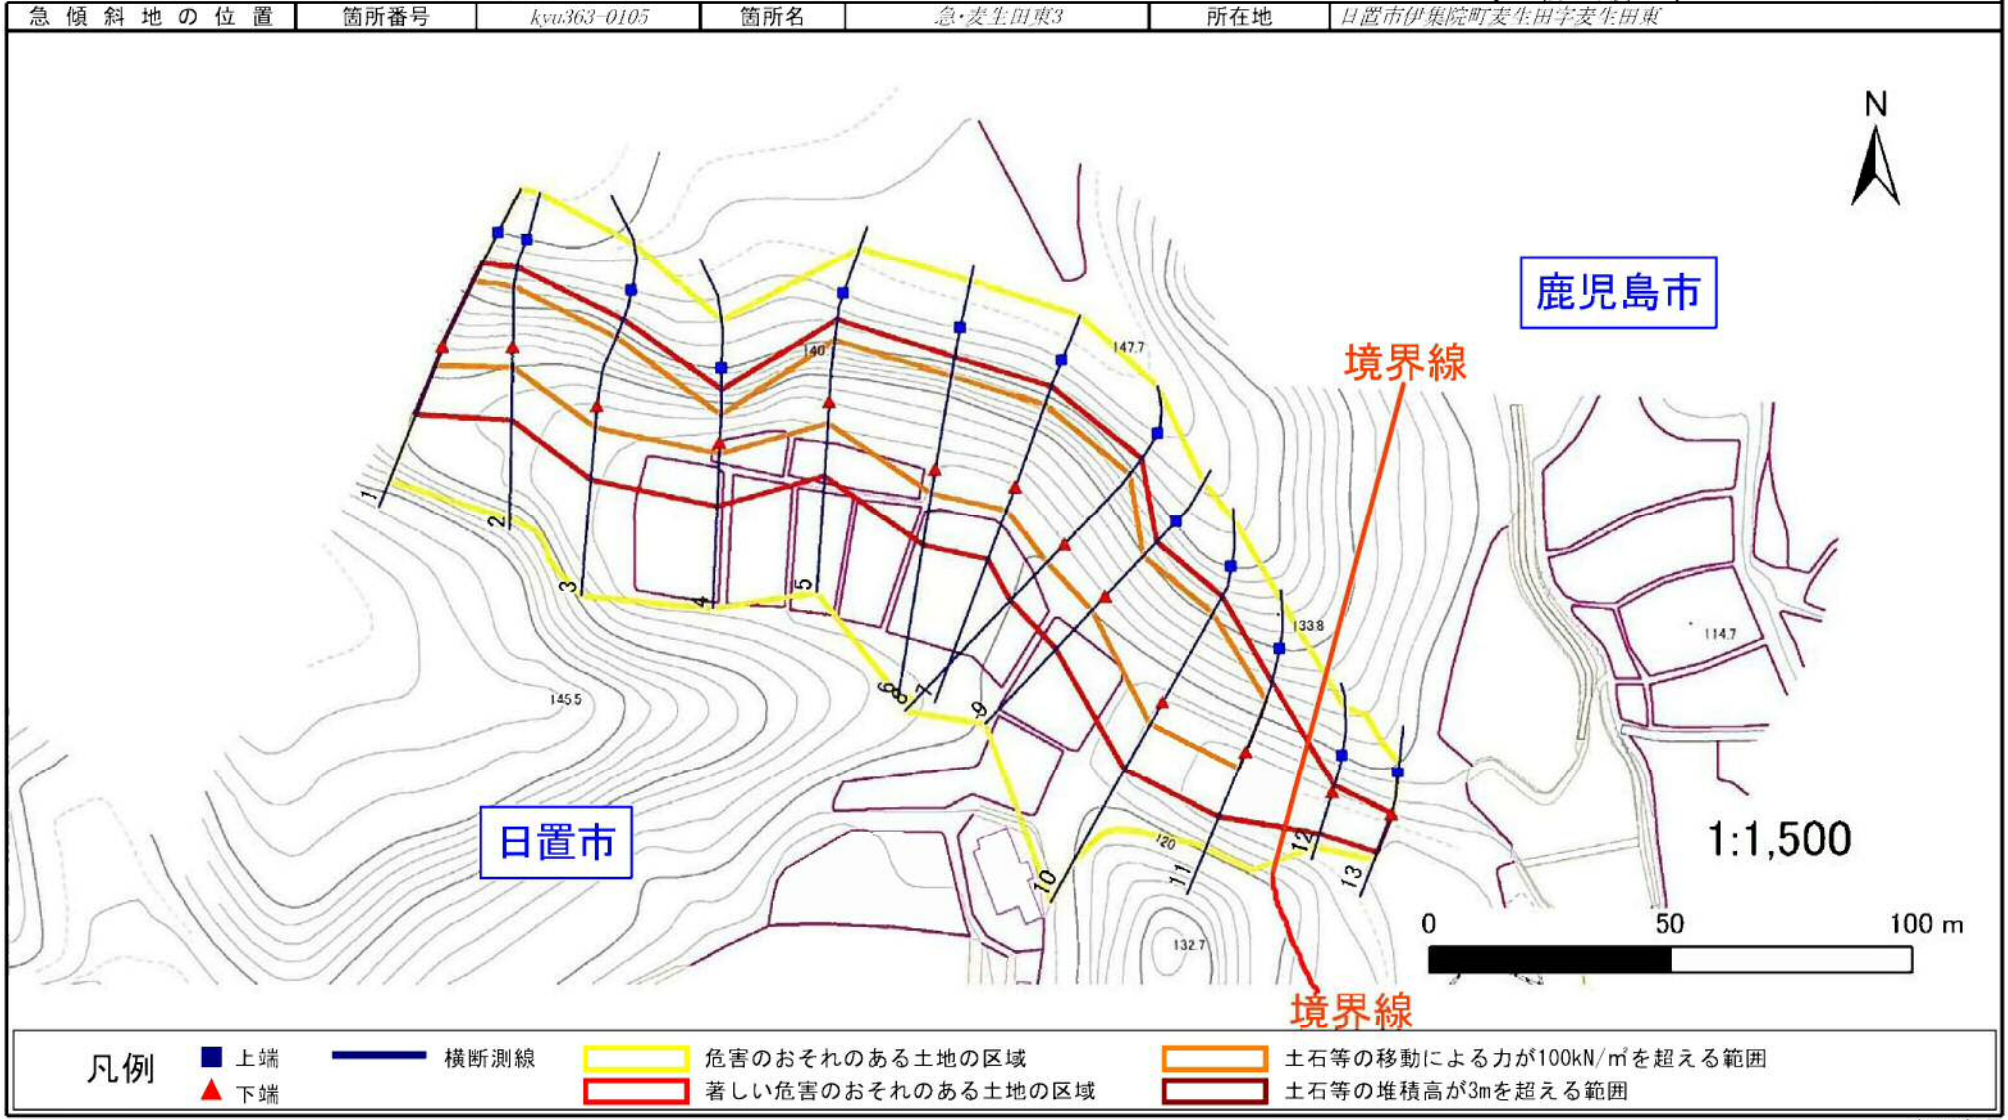 急傾斜地の位置 箇所番号 kyu363-0105 箇所名 急・麦生田東3 所在地 日置市伊集院町麦生田字麦生田東
N
鹿児島市
境界線
147.7
140
1
2
3
4
5
133.8
114.7
145.5
6
8
7
9
日置市
120
12
1:1,500
10
11
13
0 50 100 m
132.7
境界線
凡例
上端 横断測線 危害のおそれのある土地の区域 土石等の移動による力が100kN/㎡を超える範囲
下端 著しい危害のおそれのある土地の区域 土石等の堆積高が3mを超える範囲